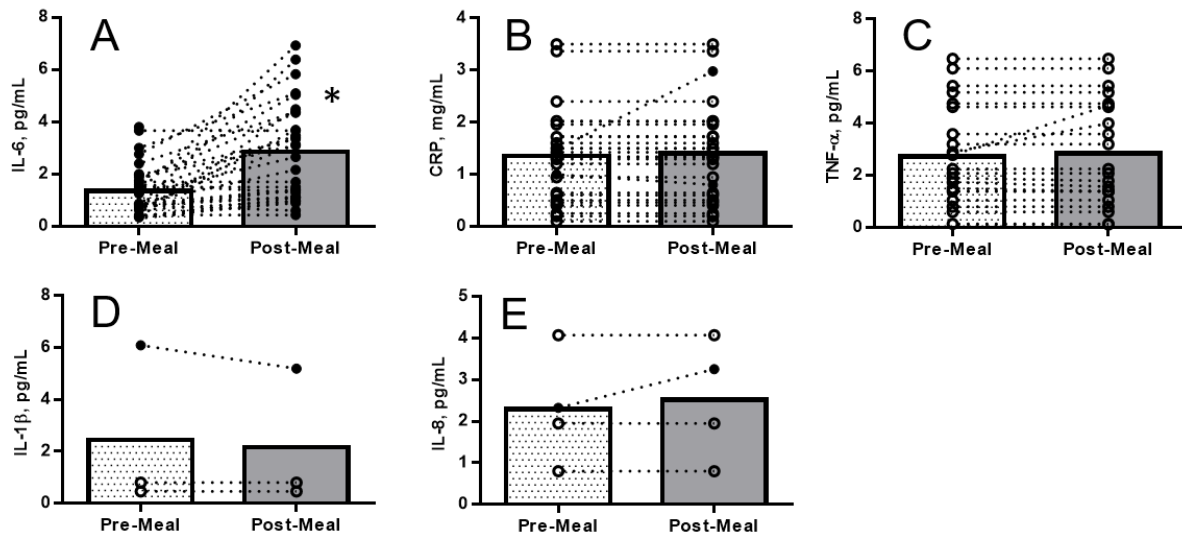 A
IL-6, pg/mL
8
6
4
2
0
*
Pre-Meal Post-Meal
B
CRP, mg/mL
4
3
2
1
0
Pre-Meal Post-Meal
C
TNF-α, pg/mL
8
6
4
2
0
Pre-Meal Post-Meal
D
IL-1β, pg/mL
8
6
4
2
0
Pre-Meal Post-Meal
E
IL-8, pg/mL
5
4
3
2
1
0
Pre-Meal Post-Meal